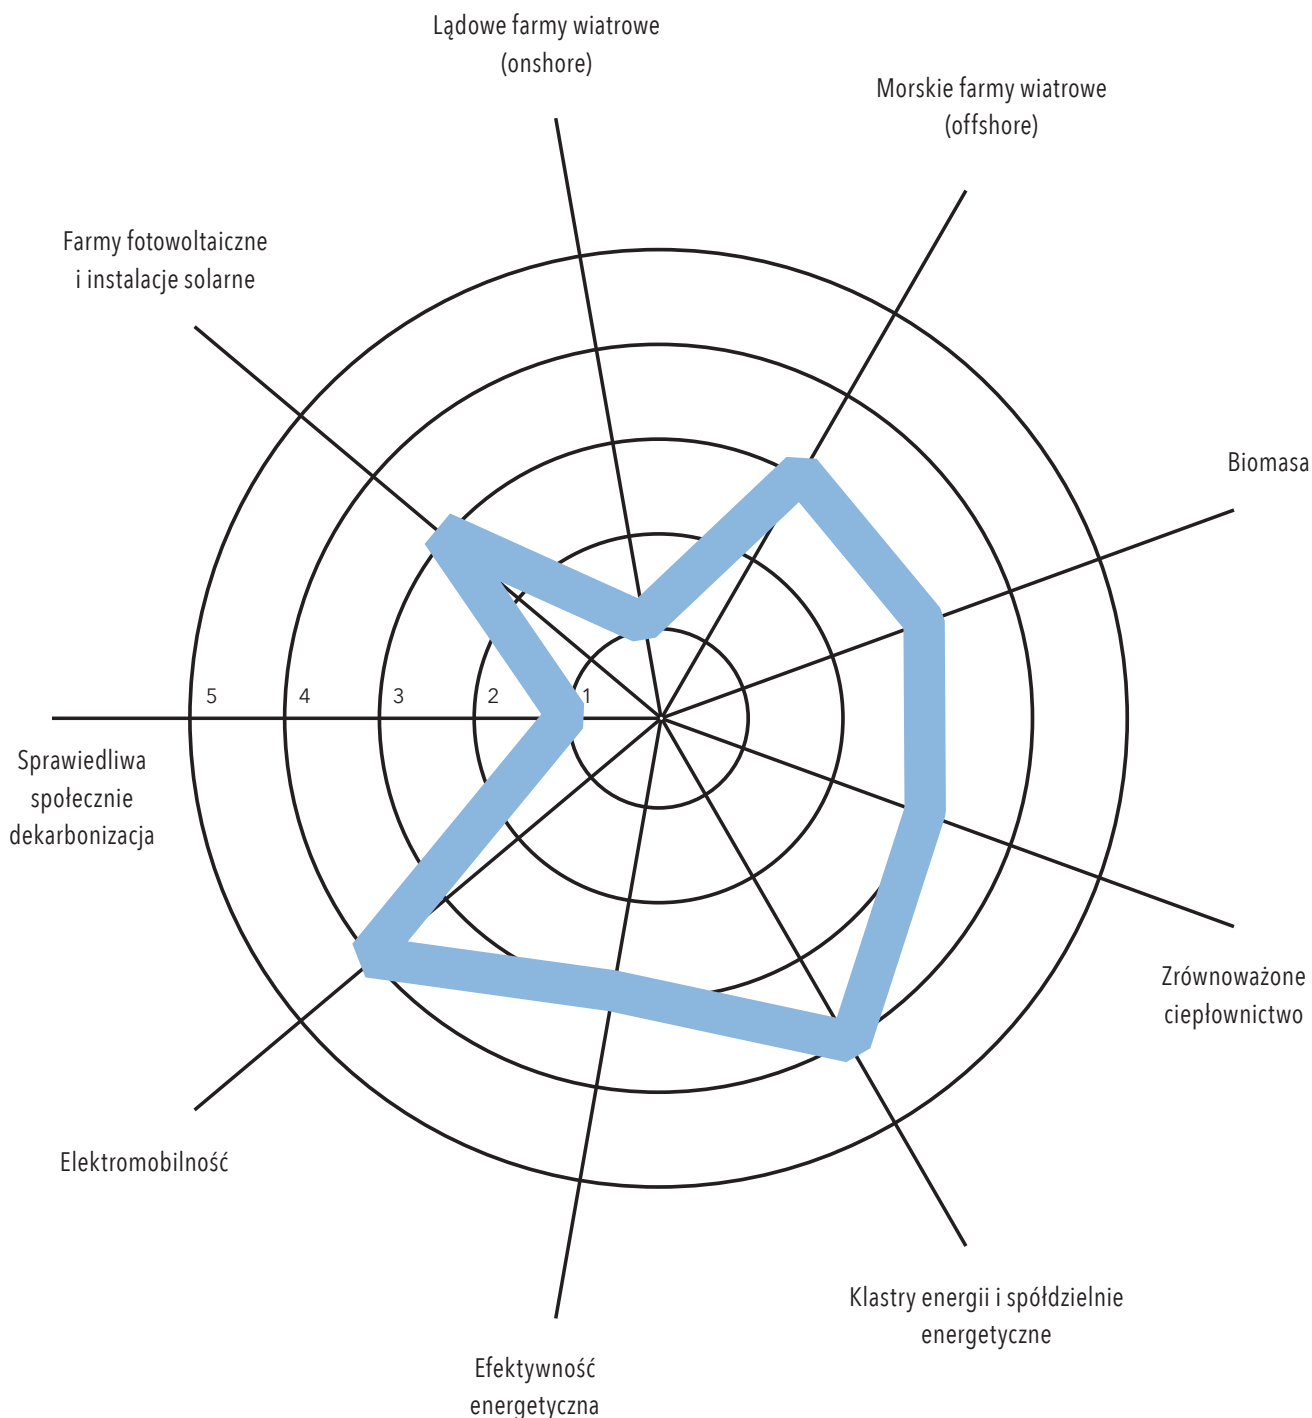 Lądowe farmy wiatrowe
(onshore)
Morskie farmy wiatrowe
(offshore)
Farmy fotowoltaiczne
i instalacje solarne
Biomasa
5 4 3 2 1
Sprawiedliwa
społecznie
dekarbonizacja
Zrównoważone
ciepłownictwo
Elektromobilność
Klastry energii i spółdzielnie
energetyczne
Efektywność
energetyczna